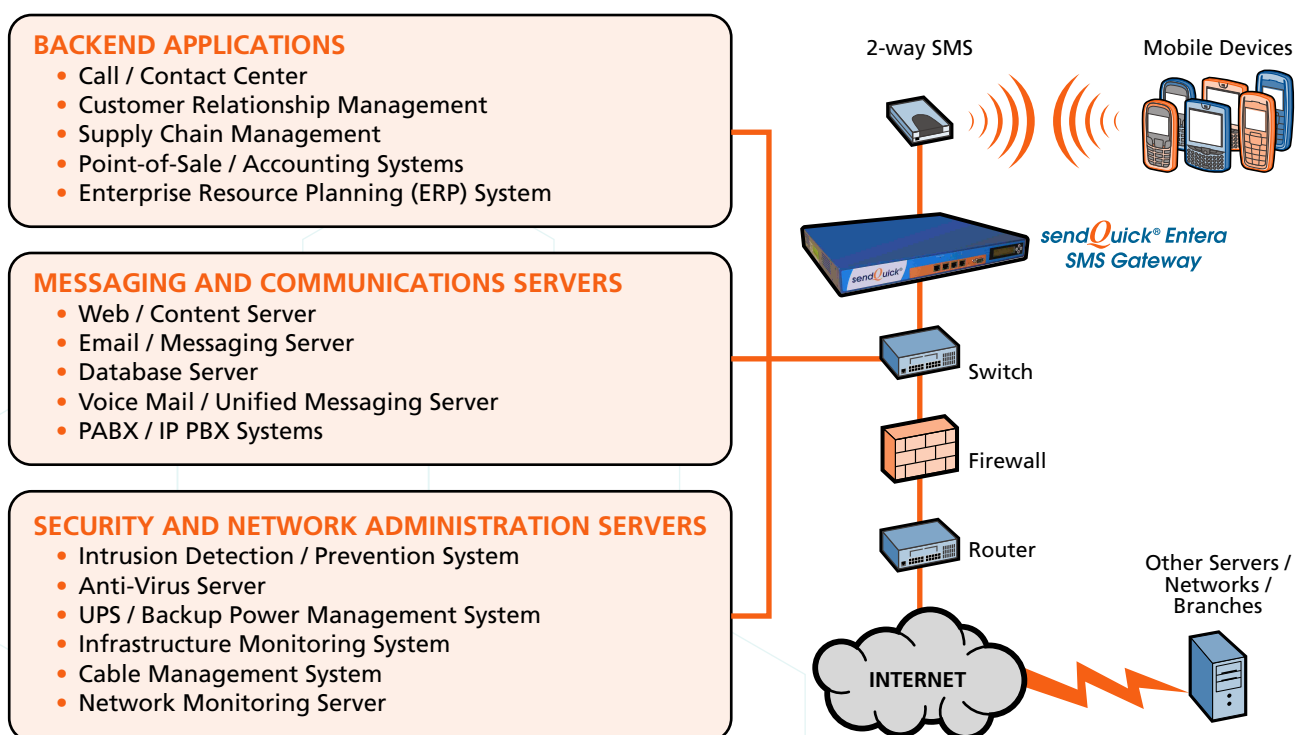 BACKEND APPLICATIONS
• Call / Contact Center
• Customer Relationship Management
• Supply Chain Management
• Point-of-Sale / Accounting Systems
• Enterprise Resource Planning (ERP) System
MESSAGING AND COMMUNICATIONS SERVERS
• Web / Content Server
• Email / Messaging Server
• Database Server
• Voice Mail / Unified Messaging Server
• PABX / IP PBX Systems
SECURITY AND NETWORK ADMINISTRATION SERVERS
• Intrusion Detection / Prevention System
• Anti-Virus Server
• UPS / Backup Power Management System
• Infrastructure Monitoring System
• Cable Management System
• Network Monitoring Server
2-way SMS
Mobile Devices
sendQuick®
sendQuick® Entera
SMS Gateway
Switch
Firewall
Router
INTERNET
Other Servers /
Networks /
Branches